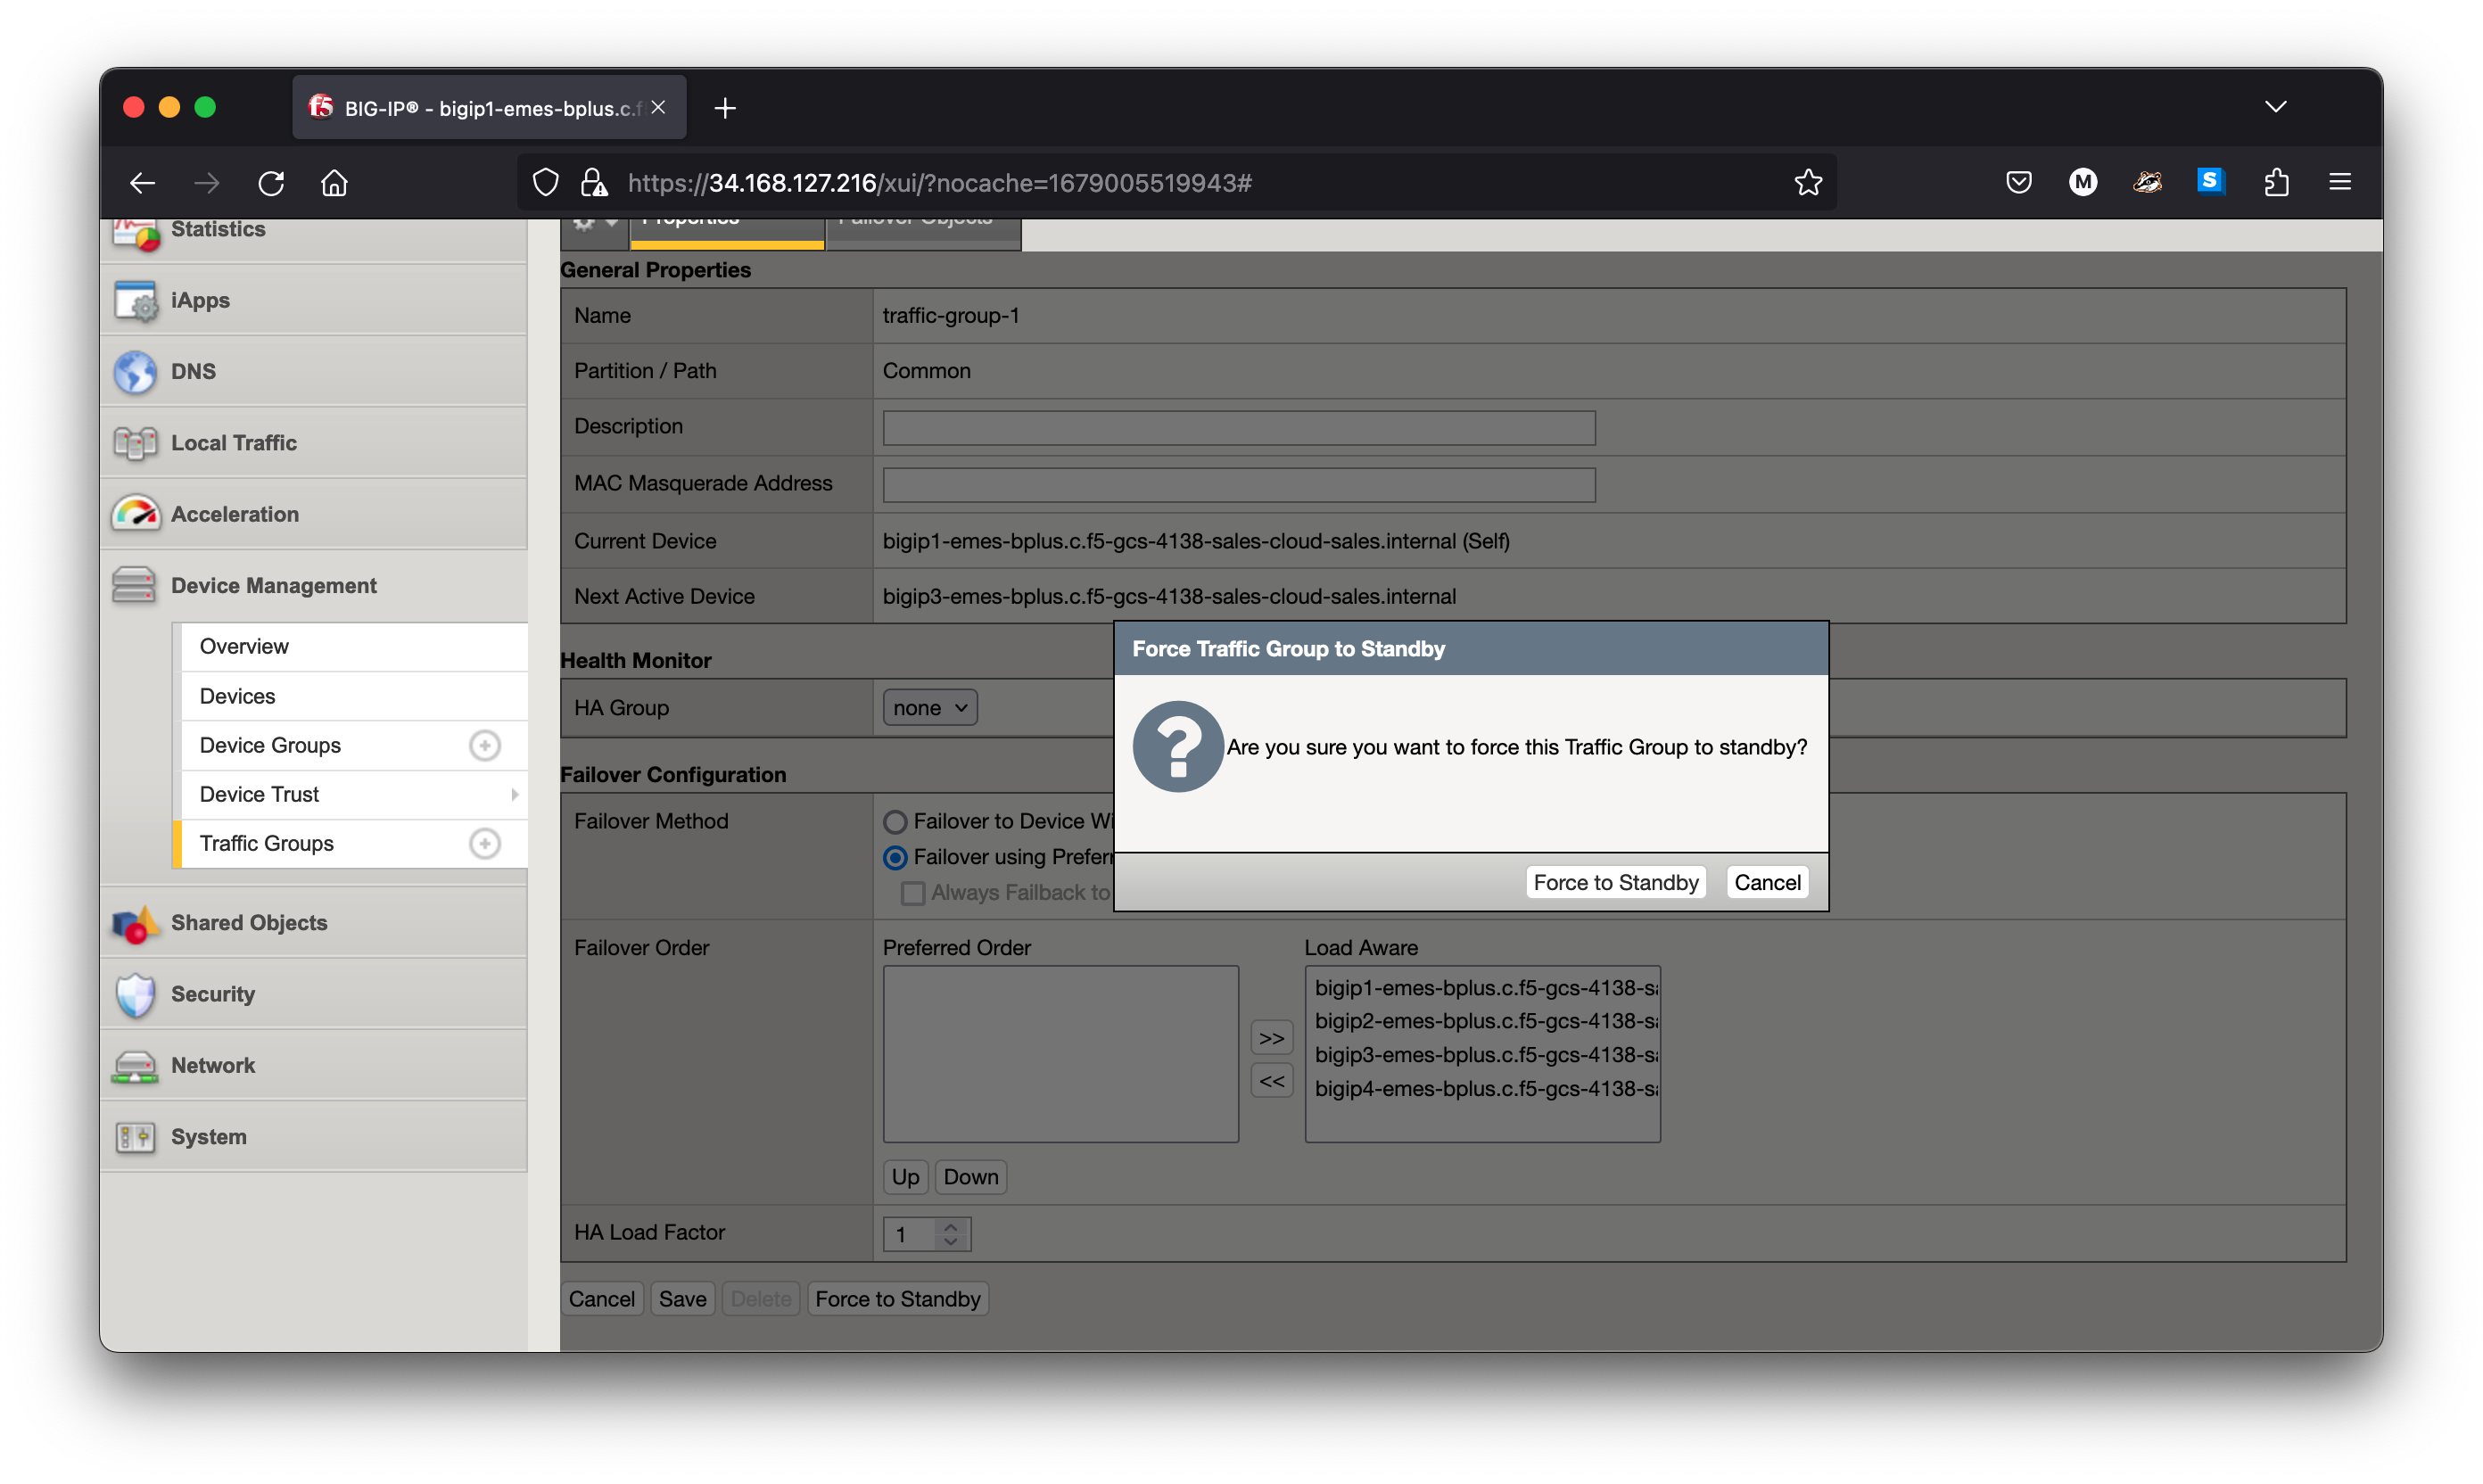 BIG-IP® - bigip1-emes-bplus.c.f
https://34.168.127.216/xui/?nocache=1679005519943#
M
S
Statistics
iApps
DNS
Local Traffic
Acceleration
Device Management
Overview
Devices
Device Groups
Device Trust
Traffic Groups
Shared Objects
Security
Network
System
Properties
Failover Objects
General Properties
Name traffic-group-1
Partition / Path Common
Description
MAC Masquerade Address
Current Device bigip1-emes-bplus.c.f5-gcs-4138-sales-cloud-sales.internal (Self)
Next Active Device bigip3-emes-bplus.c.f5-gcs-4138-sales-cloud-sales.internal
Health Monitor
HA Group none
Failover Configuration
Failover Method
Failover to Device Wi
Failover using Prefer
Always Failback to
Failover Order
Preferred Order
Load Aware
bigip1-emes-bplus.c.f5-gcs-4138-s
bigip2-emes-bplus.c.f5-gcs-4138-s
bigip3-emes-bplus.c.f5-gcs-4138-s
bigip4-emes-bplus.c.f5-gcs-4138-s
>>
<<
Up Down
HA Load Factor 1
Cancel Save Delete Force to Standby
Force Traffic Group to Standby
Are you sure you want to force this Traffic Group to standby?
Force to Standby Cancel